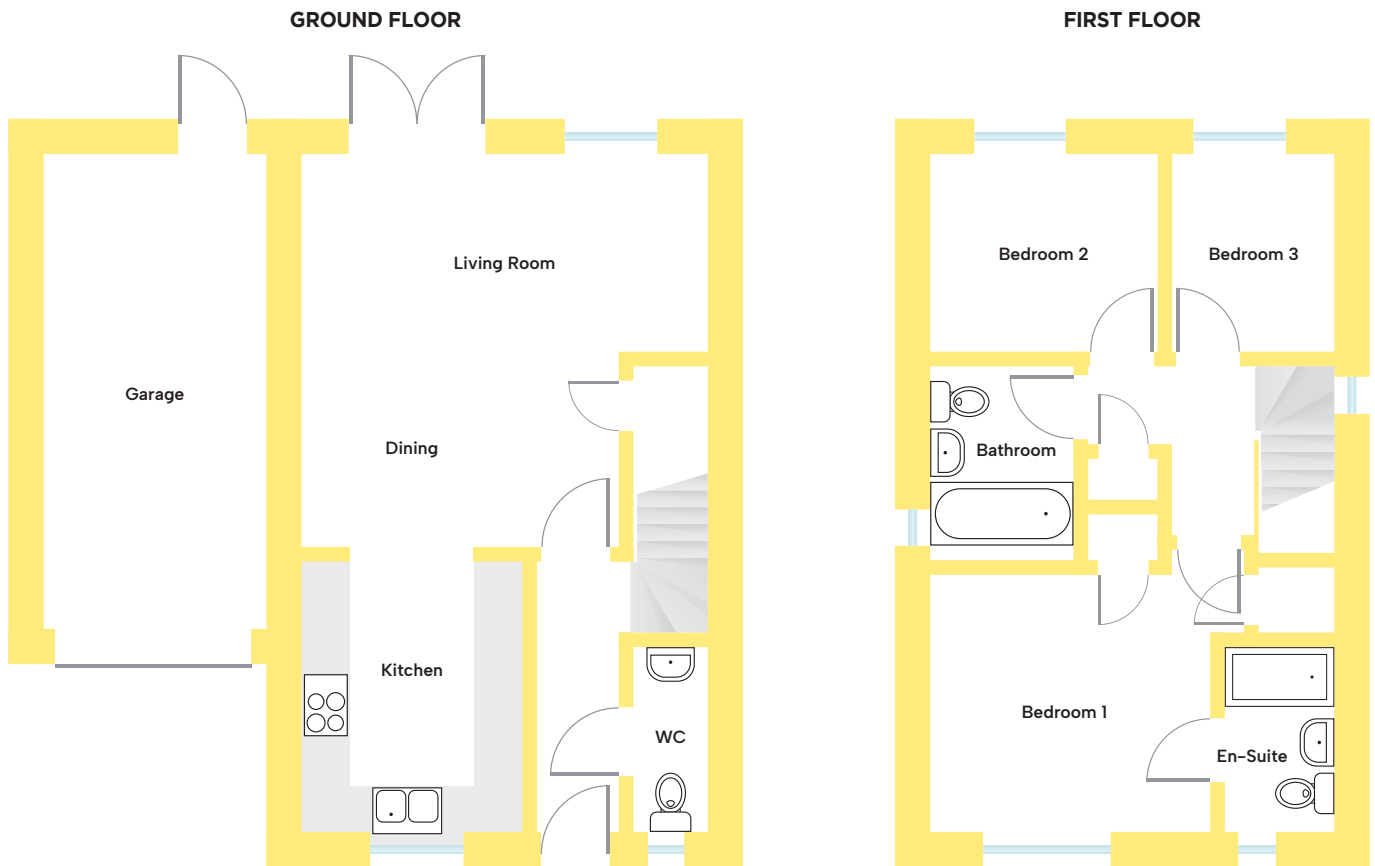 GROUND FLOOR
FIRST FLOOR
Living Room
Garage
Dining
Kitchen
WC
Bedroom 2
Bedroom 3
Bathroom
Bedroom 1
En-Suite